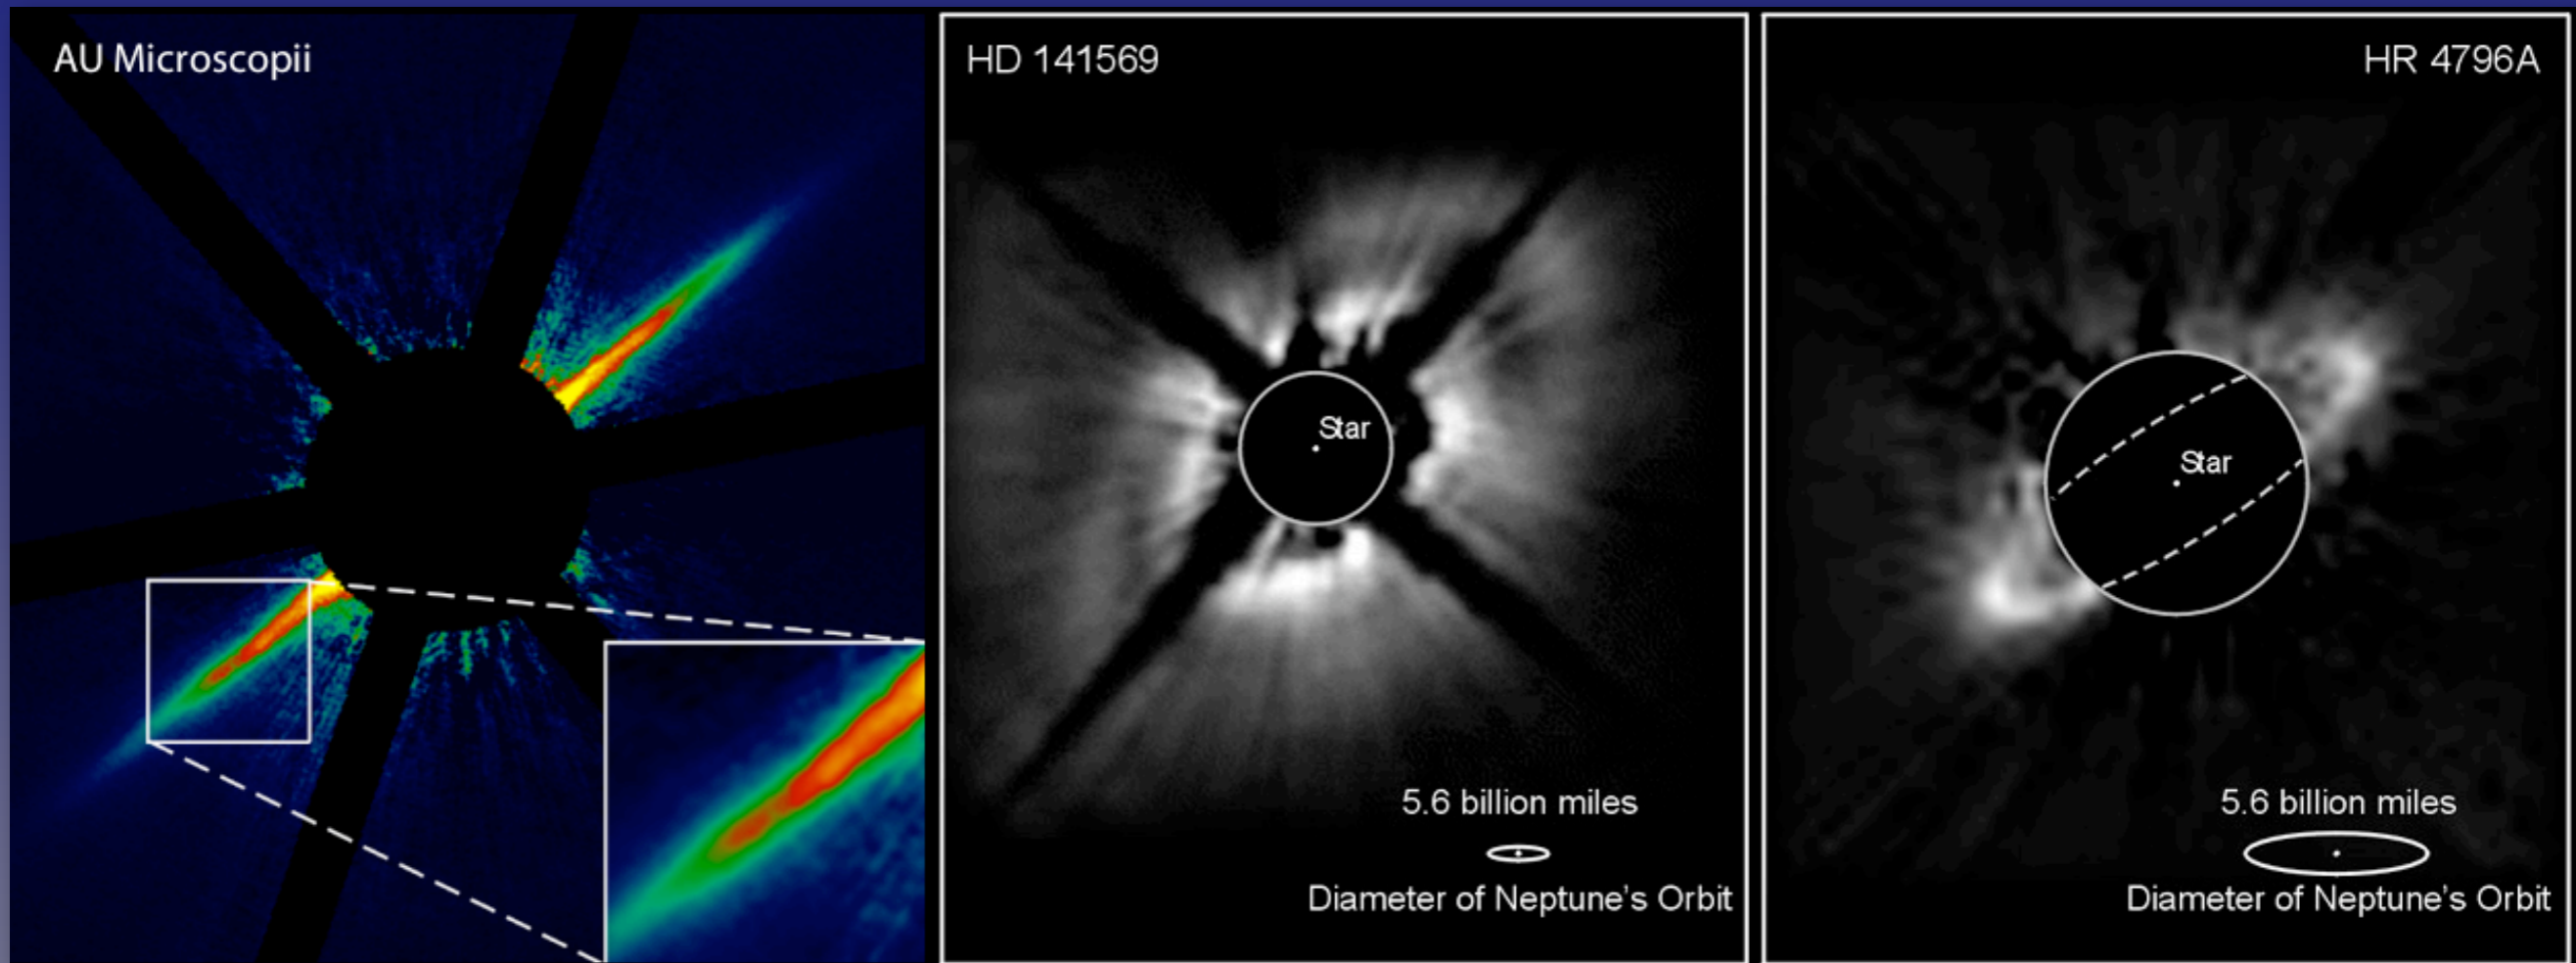 AU Microscopii
HD 141569
Star
5.6 billion miles
Diameter of Neptune's Orbit
HR 4796A
Star
5.6 billion miles
Diameter of Neptune's Orbit